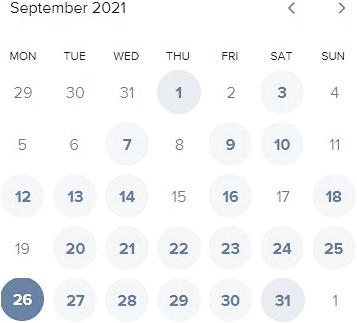 September 2021
MON TUE WED THU FRI SAT SUN
29 30 31 1 2 3 4
5 6 7 8 9 10 11
12 13 14 15 16 17 18
19 20 21 22 23 24 25
26 27 28 29 30 31 1